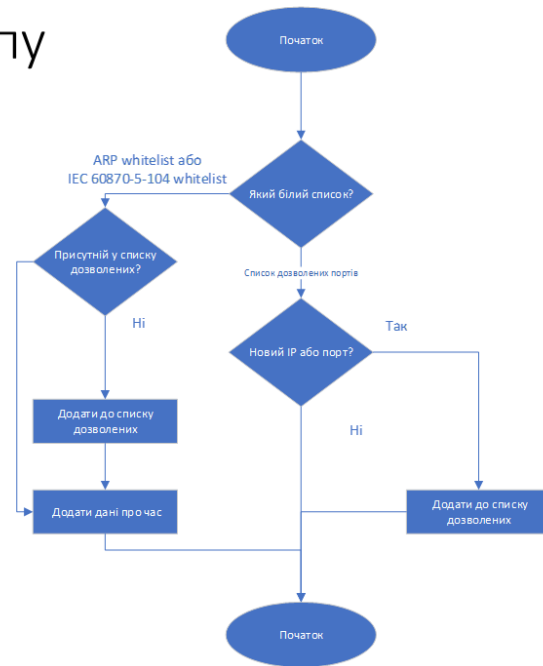 пу
Початок
ARP whitelist або
IEC 60870-5-104 whitelist
Який білий список?
Присутній у списку
дозволених?
Список дозволених портів
Ні
Новий IP або порт?
Так
Додати до списку
дозволених
Ні
Додати дані про час
Додати до списку
дозволених
Початок